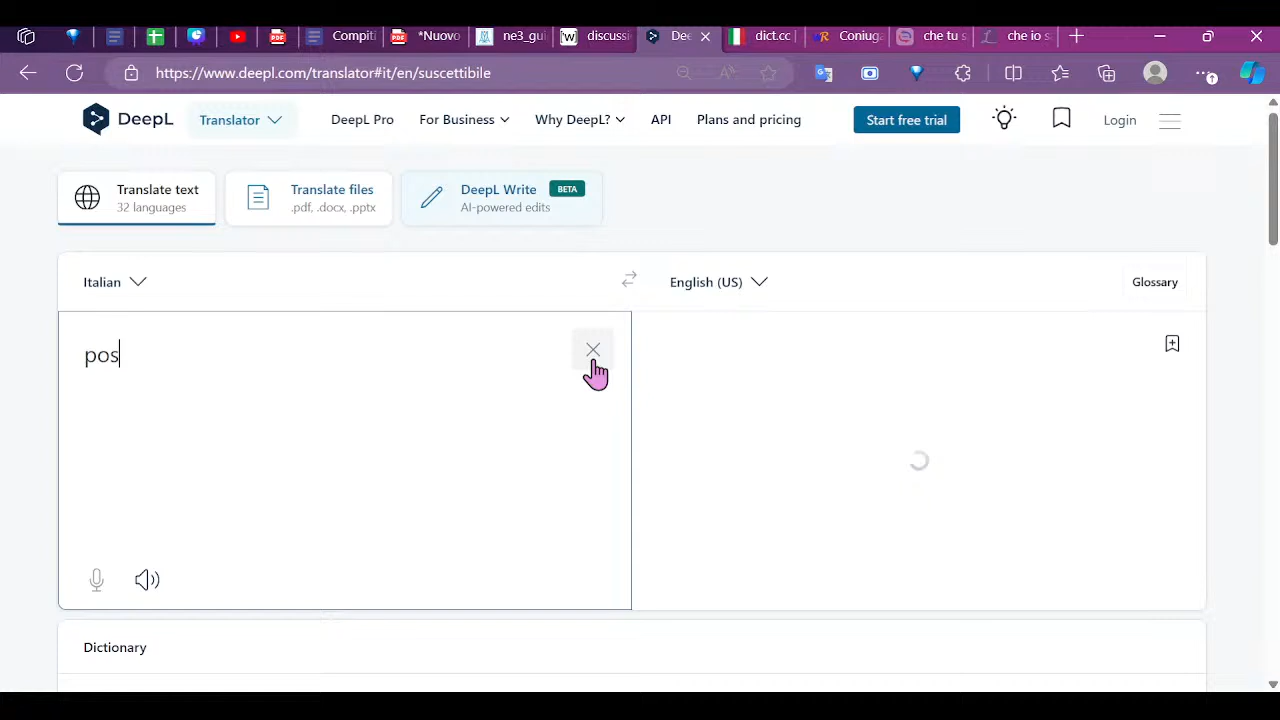 Compiti
*Nuovo
ne3_gui
discussi
Dee
dict.cc
Coniuga
che tu s
che io s
https://www.deepl.com/translator#it/en/suscettibile
DeepL
Translator
DeepL Pro
For Business
Why DeepL?
API
Plans and pricing
Start free trial
Login
Translate text
32 languages
Translate files
.pdf, .docx, .pptx
DeepL Write BETA
AI-powered edits
Italian
English (US)
Glossary
pos
Dictionary